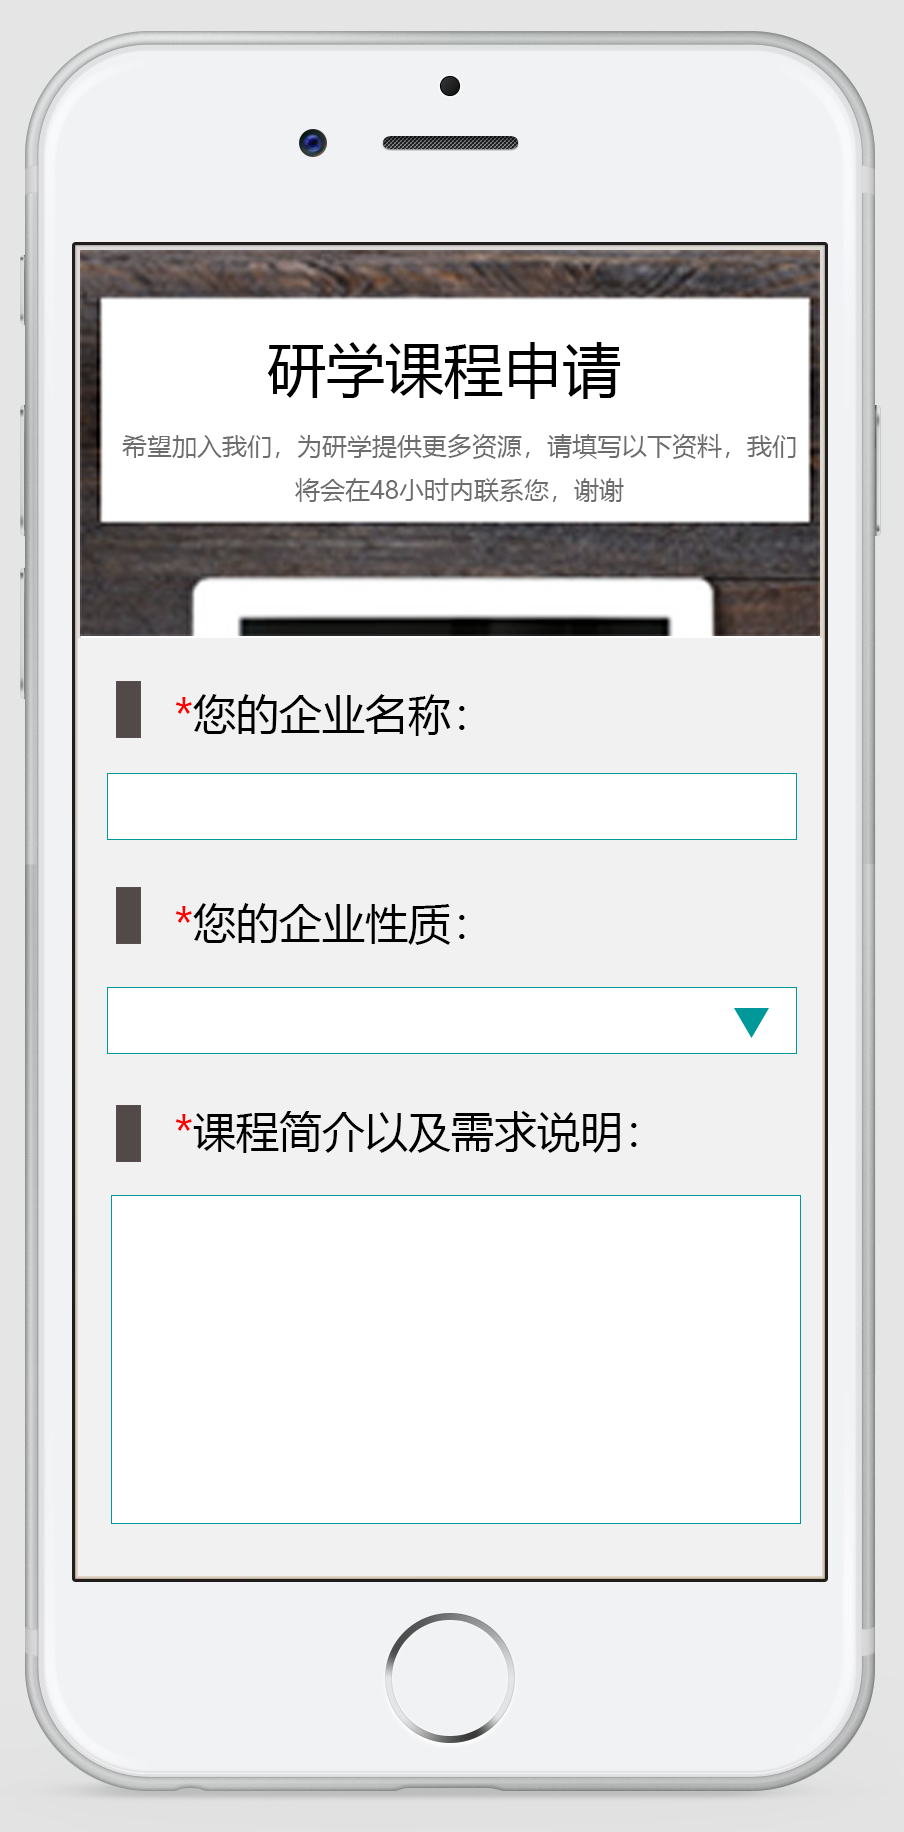 研学课程申请
希望加入我们，为研学提供更多资源，请填写以下资料，我们
将会在48小时内联系您，谢谢
*您的企业名称：
*您的企业性质：
*课程简介以及需求说明：